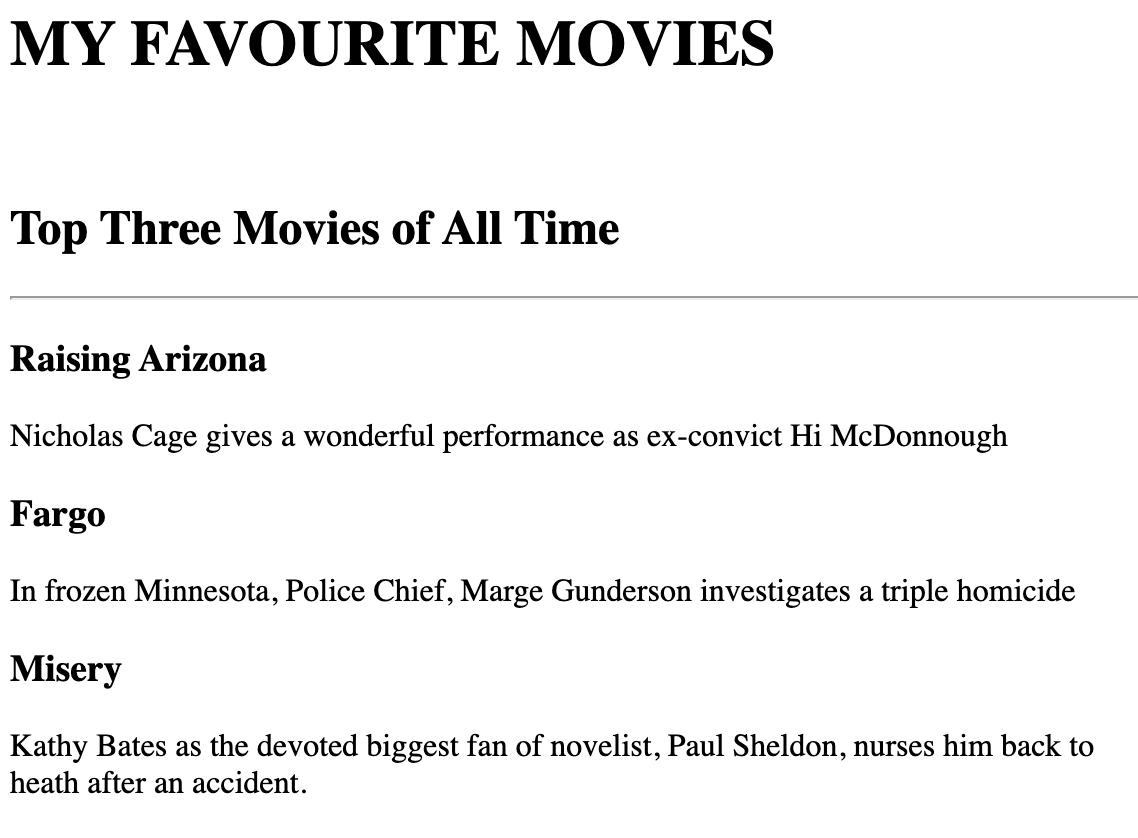 MY FAVOURITE MOVIES
Top Three Movies of All Time
Raising Arizona
Nicholas Cage gives a wonderful performance as ex-convict Hi McDonnough
Fargo
In frozen Minnesota, Police Chief, Marge Gunderson investigates a triple homicide
Misery
Kathy Bates as the devoted biggest fan of novelist, Paul Sheldon, nurses him back to
heath after an accident.